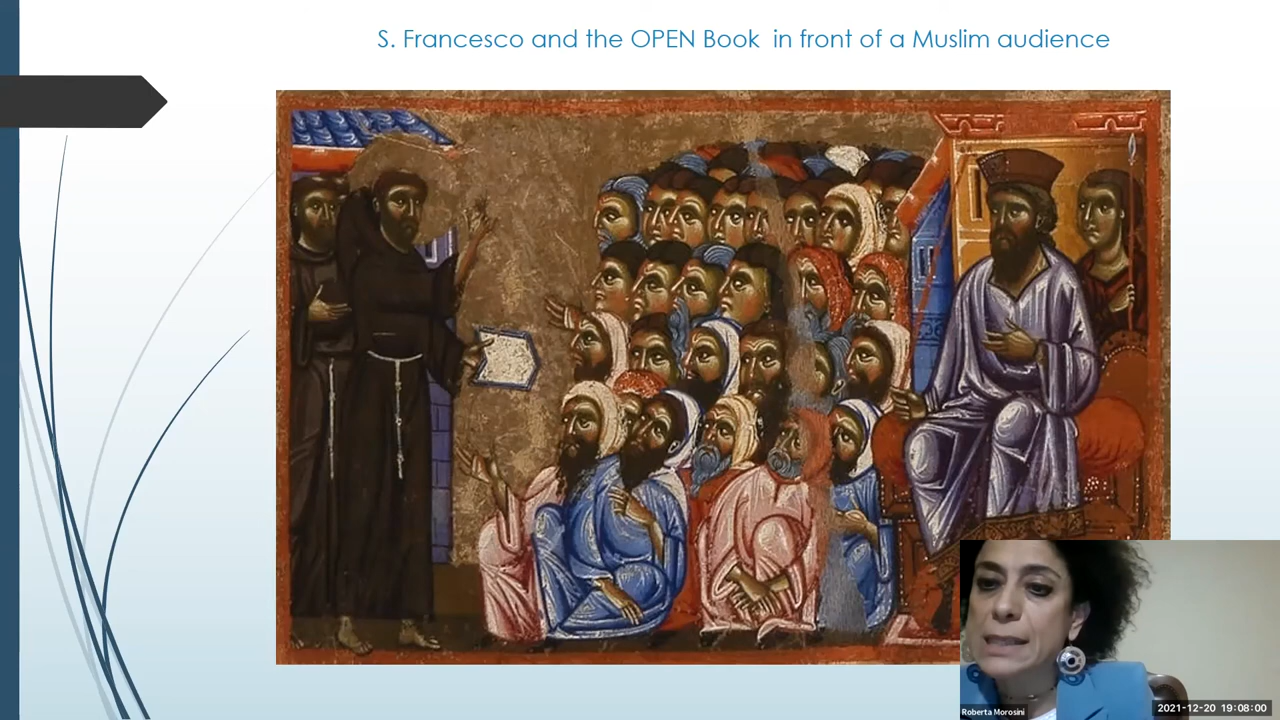 S. Francesco and the OPEN Book in front of a Muslim audience
Roberta Morosini
2021-12-20 19:08:00